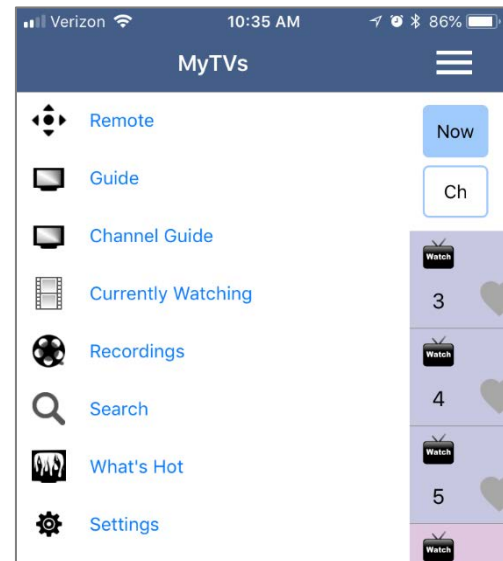 Verizon 10:35 AM 86%
MyTVs
Remote
Now
Guide
Ch
Channel Guide
Watch
Currently Watching
3
Watch
Recordings
4
Search
Watch
What's Hot
5
Settings
Watch